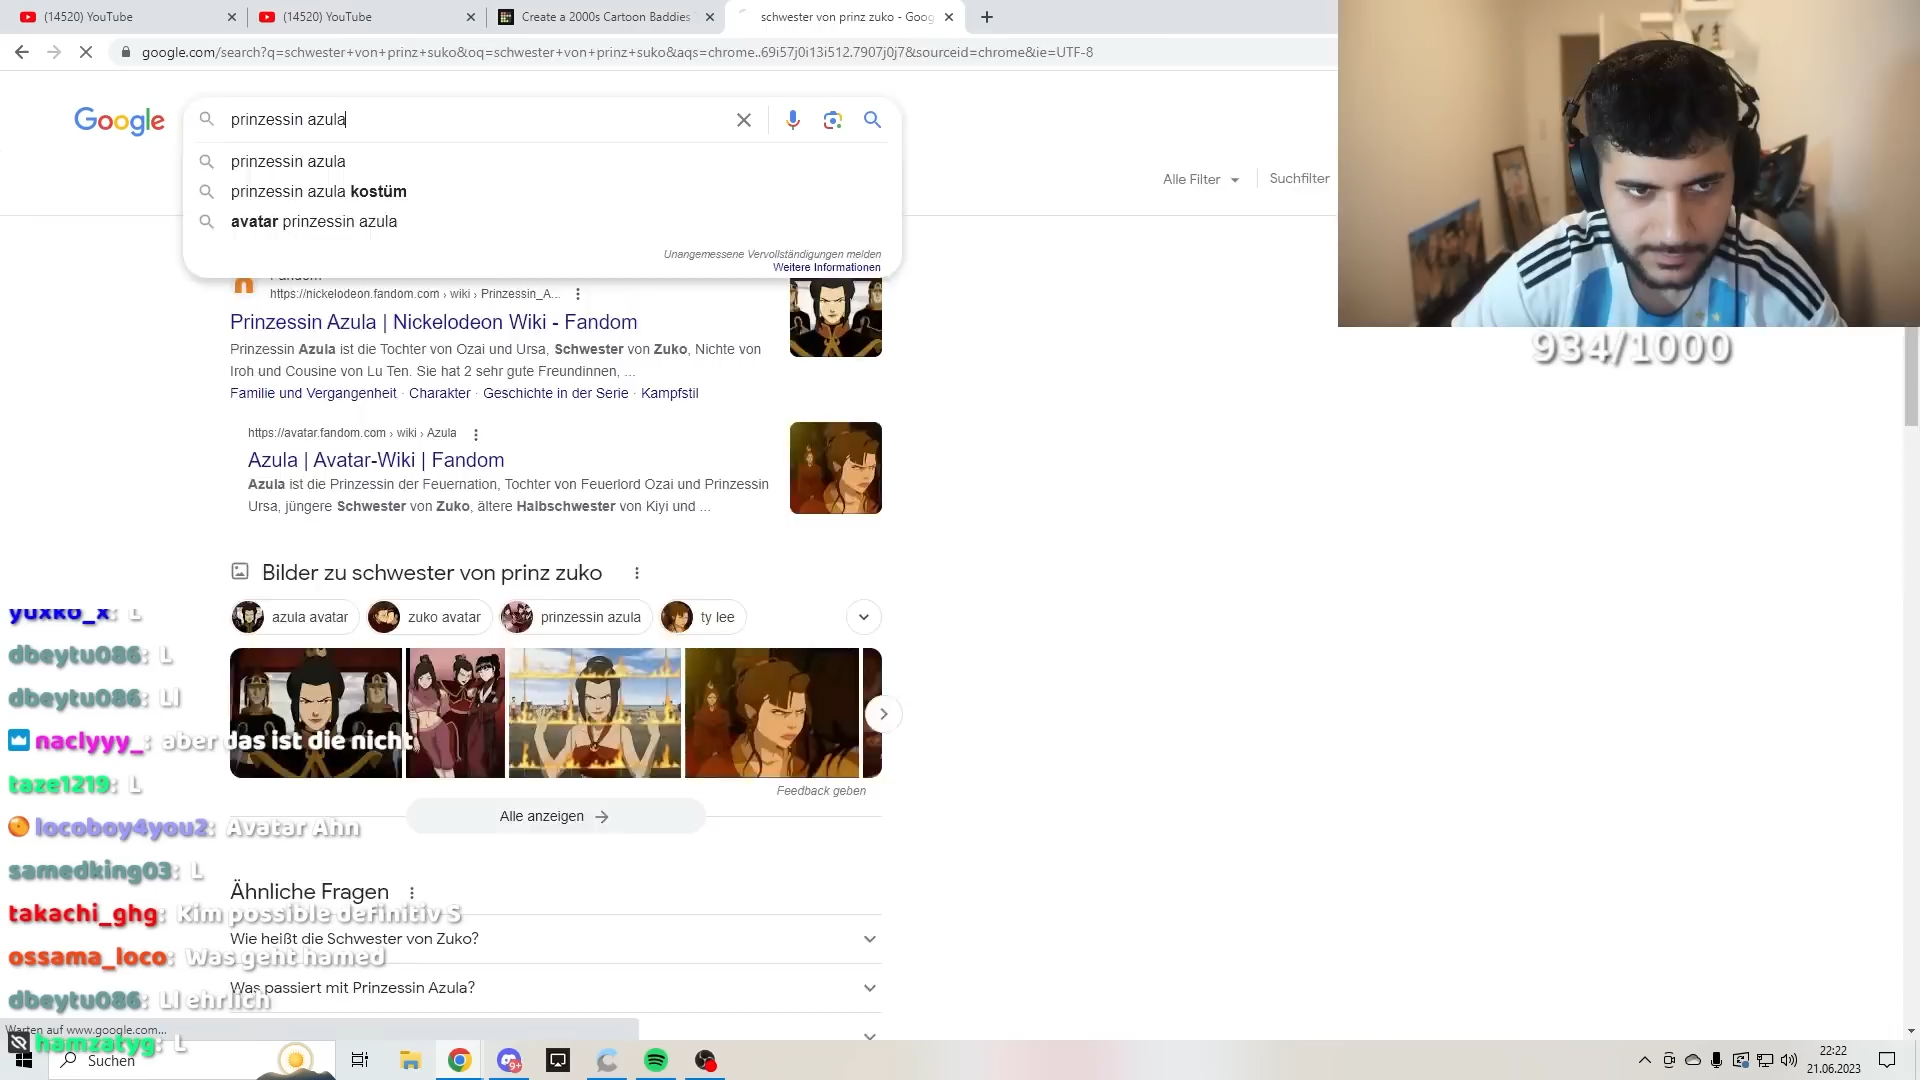 (14520) YouTube
(14520) YouTube
Create a 2000s Cartoon Baddies
schwester von prinz zuko - Goog
google.com/search?q=schwester+von+prinz+suko&oq=schwester+von+prinz+suko&aqs=chrome..69i57j0i13i512.7907j0j7&sourceid=chrome&ie=UTF-8
Google
prinzessin azula
prinzessin azula
prinzessin azula kostüm
avatar prinzessin azula
Unangemessene Vervollständigungen melden
Weitere Informationen
Alle Filter
Suchfilter
934/1000
https://nickelodeon.fandom.com › wiki › Prinzessin_A...
Prinzessin Azula | Nickelodeon Wiki - Fandom
Prinzessin Azula ist die Tochter von Ozai und Ursa, Schwester von Zuko, Nichte von
Iroh und Cousine von Lu Ten. Sie hat 2 sehr gute Freundinnen, ...
Familie und Vergangenheit · Charakter · Geschichte in der Serie · Kampfstil
https://avatar.fandom.com › wiki › Azula
Azula | Avatar-Wiki | Fandom
Azula ist die Prinzessin der Feuernation, Tochter von Feuerlord Ozai und Prinzessin
Ursa, jüngere Schwester von Zuko, ältere Halbschwester von Kiyi und ...
Bilder zu schwester von prinz zuko
azula avatar
zuko avatar
prinzessin azula
ty lee
Feedback geben
Alle anzeigen
Ähnliche Fragen
Wie heißt die Schwester von Zuko?
Was passiert mit Prinzessin Azula?
yuxko_x: L
dbeytu086: L
dbeytu086: Ll
naclyyy_: aber das ist die nicht
taze1219: L
locoboy4you2: Avatar Ahn
samedking03: L
takachi_ghg: Kim possible definitiv S
ossama_loco: Was geht hamed
dbeytu086: Ll ehrlich
hamzatyg: L
Warten auf www.google.com...
Suchen
9+
22:22
21.06.2023